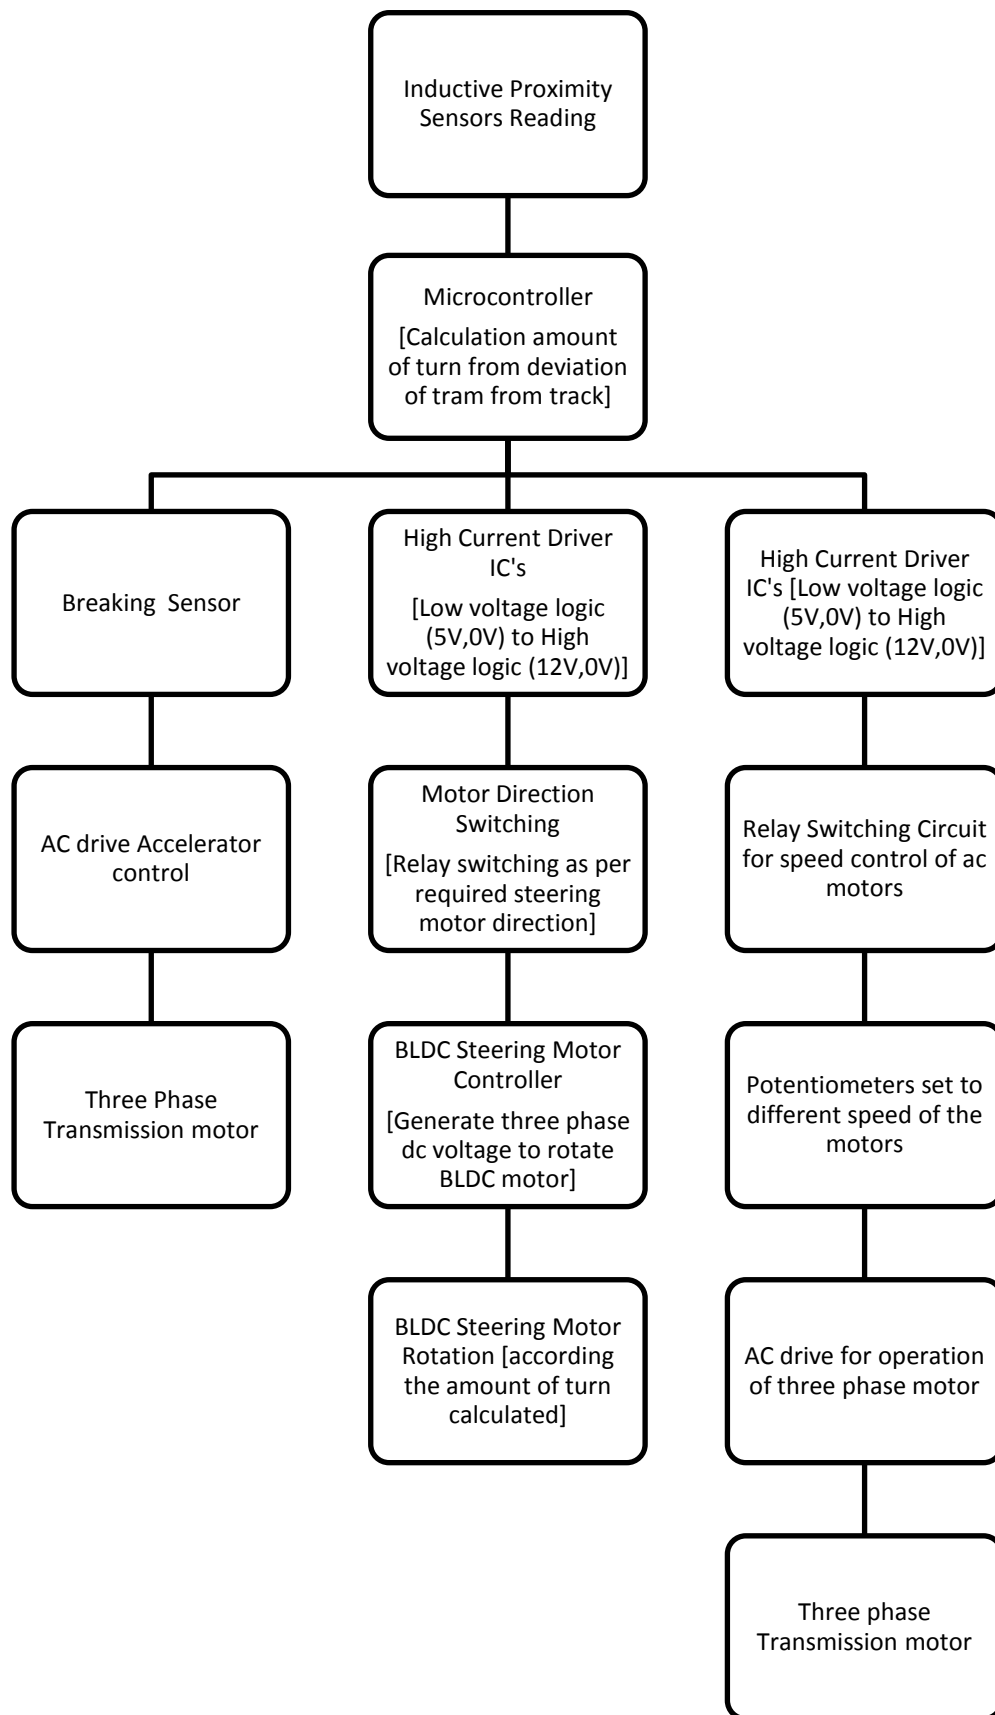 Inductive Proximity
Sensors Reading
Microcontroller
[Calculation amount
of turn from deviation
of tram from track]
Breaking  Sensor
High Current Driver
IC's
[Low voltage logic
(5V,0V) to High
voltage logic (12V,0V)]
High Current Driver
IC's [Low voltage logic
(5V,0V) to High
voltage logic (12V,0V)]
AC drive Accelerator
control
Motor Direction
Switching
[Relay switching as per
required steering
motor direction]
Relay Switching Circuit
for speed control of ac
motors
Three Phase
Transmission motor
BLDC Steering Motor
Controller
[Generate three phase
dc voltage to rotate
BLDC motor]
Potentiometers set to
different speed of the
motors
BLDC Steering Motor
Rotation [according
the amount of turn
calculated]
AC drive for operation
of three phase motor
Three phase
Transmission motor